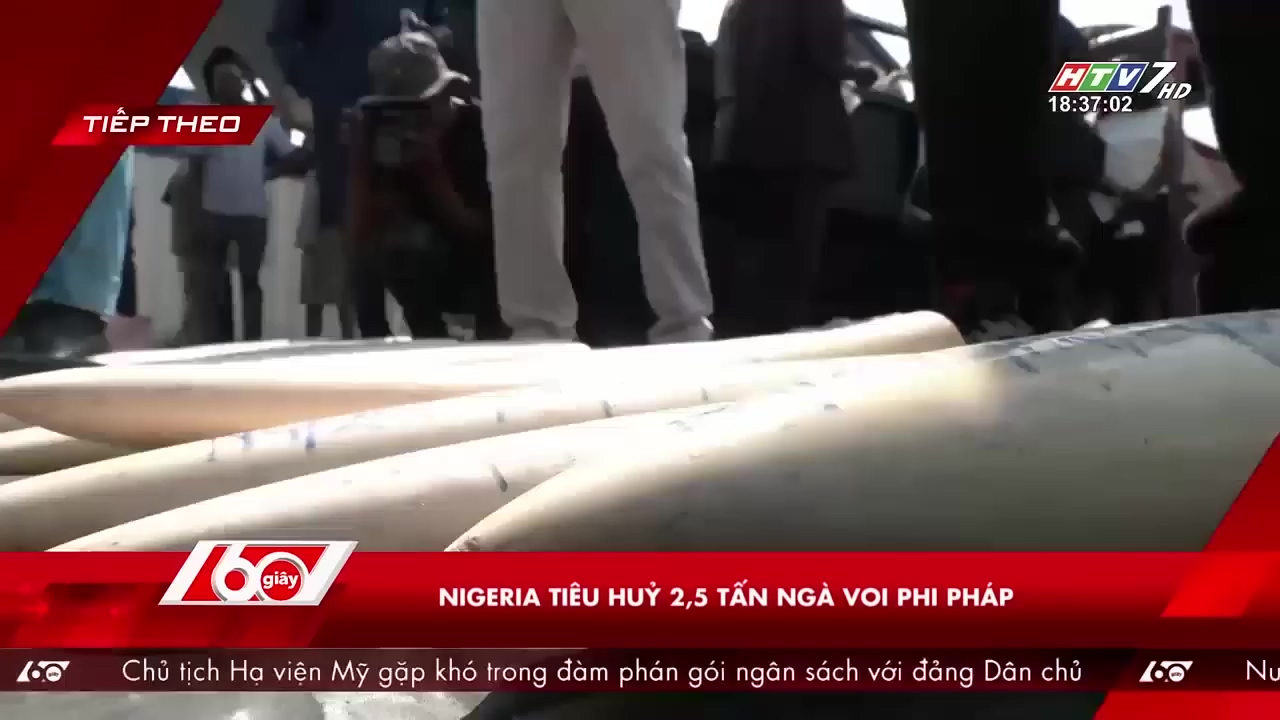 HTV7 HD
18:37:02
TIẾP THEO
60 giây
NIGERIA TIÊU HUỶ 2,5 TẤN NGÀ VOI PHI PHÁP
60 giây Chủ tịch Hạ viện Mỹ gặp khó trong đàm phán gói ngân sách với đảng Dân chủ 60 giây